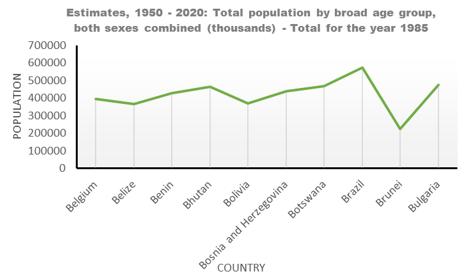 Estimates, 1950 - 2020: Total population by broad age group,
both sexes combined (thousands) - Total for the year 1985
POPULATION
700000
600000
500000
400000
300000
200000
100000
0
Belgium
Belize
Benin
Bhutan
Bolivia
Bosnia and Herzegovina
Botswana
Brazil
Brunei
Bulgaria
COUNTRY